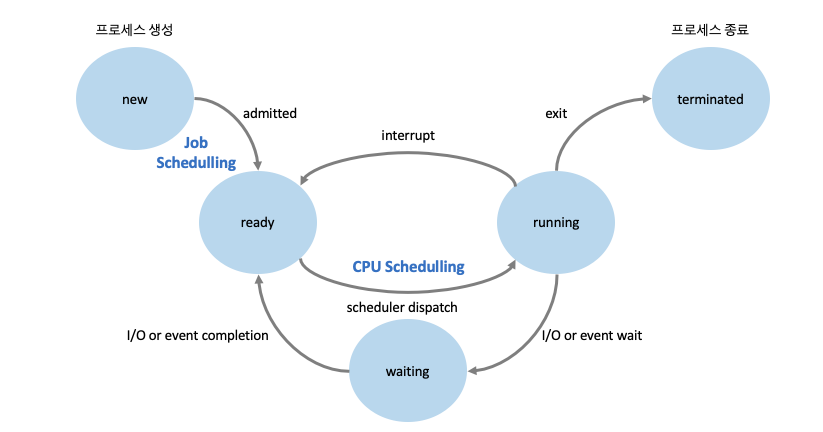 프로세스 생성
프로세스 종료
new
terminated
admitted
exit
interrupt
Job
Schedulling
ready
running
CPU Schedulling
scheduler dispatch
I/O or event completion
I/O or event wait
waiting